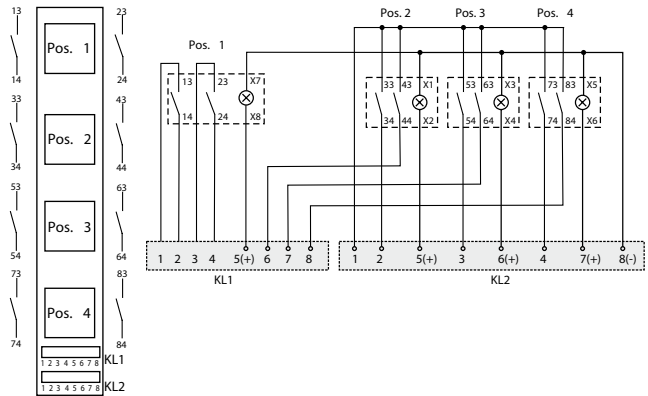 13
23
Pos. 1
14
24
33
43
Pos. 2
34
44
53
63
Pos. 3
54
64
73
83
Pos. 4
74
84
KL1
1 2 3 4 5 6 7 8
KL2
1 2 3 4 5 6 7 8
Pos. 1
13 23 X7
14 24 X8
Pos. 2 Pos. 3 Pos. 4
33 43 X1 53 63 X3 73 83 X5
34 44 X2 54 64 X4 74 84 X6
1 2 3 4 5(+) 6 7 8
KL1
1 2 5(+) 3 6(+) 4 7(+) 8(-)
KL2